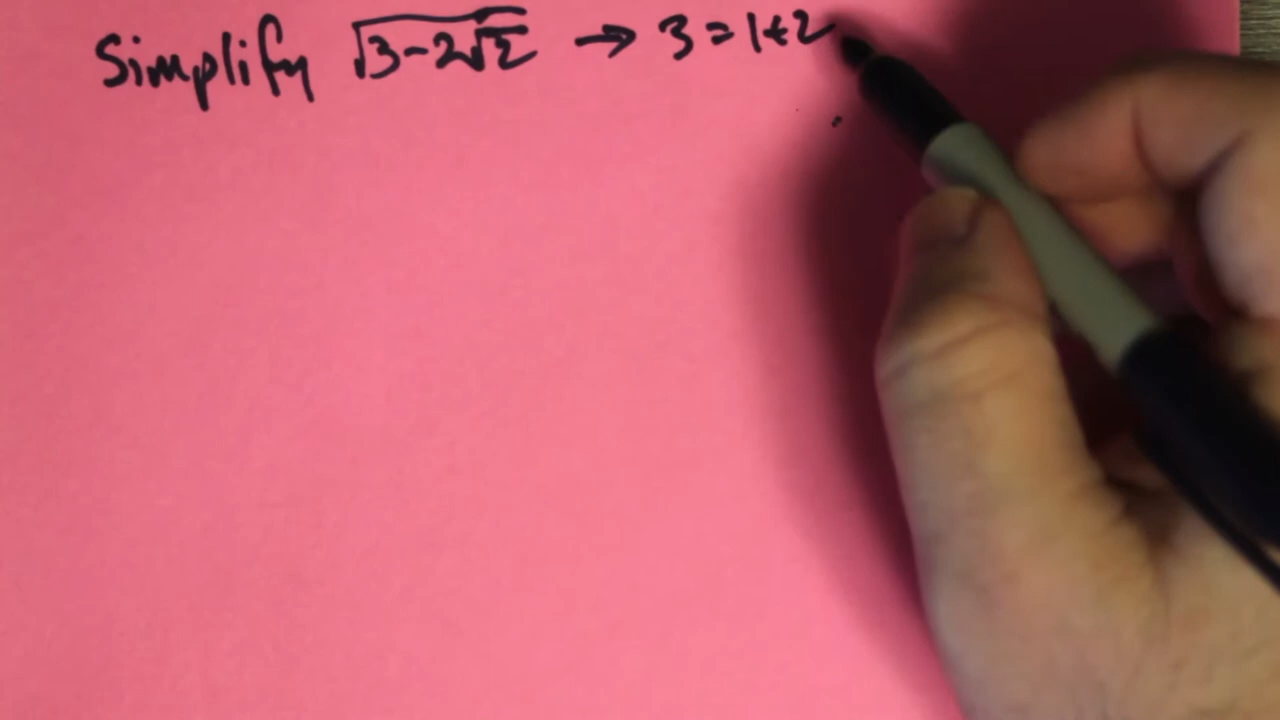 Simplify √(3-2√2) → 3=1+2